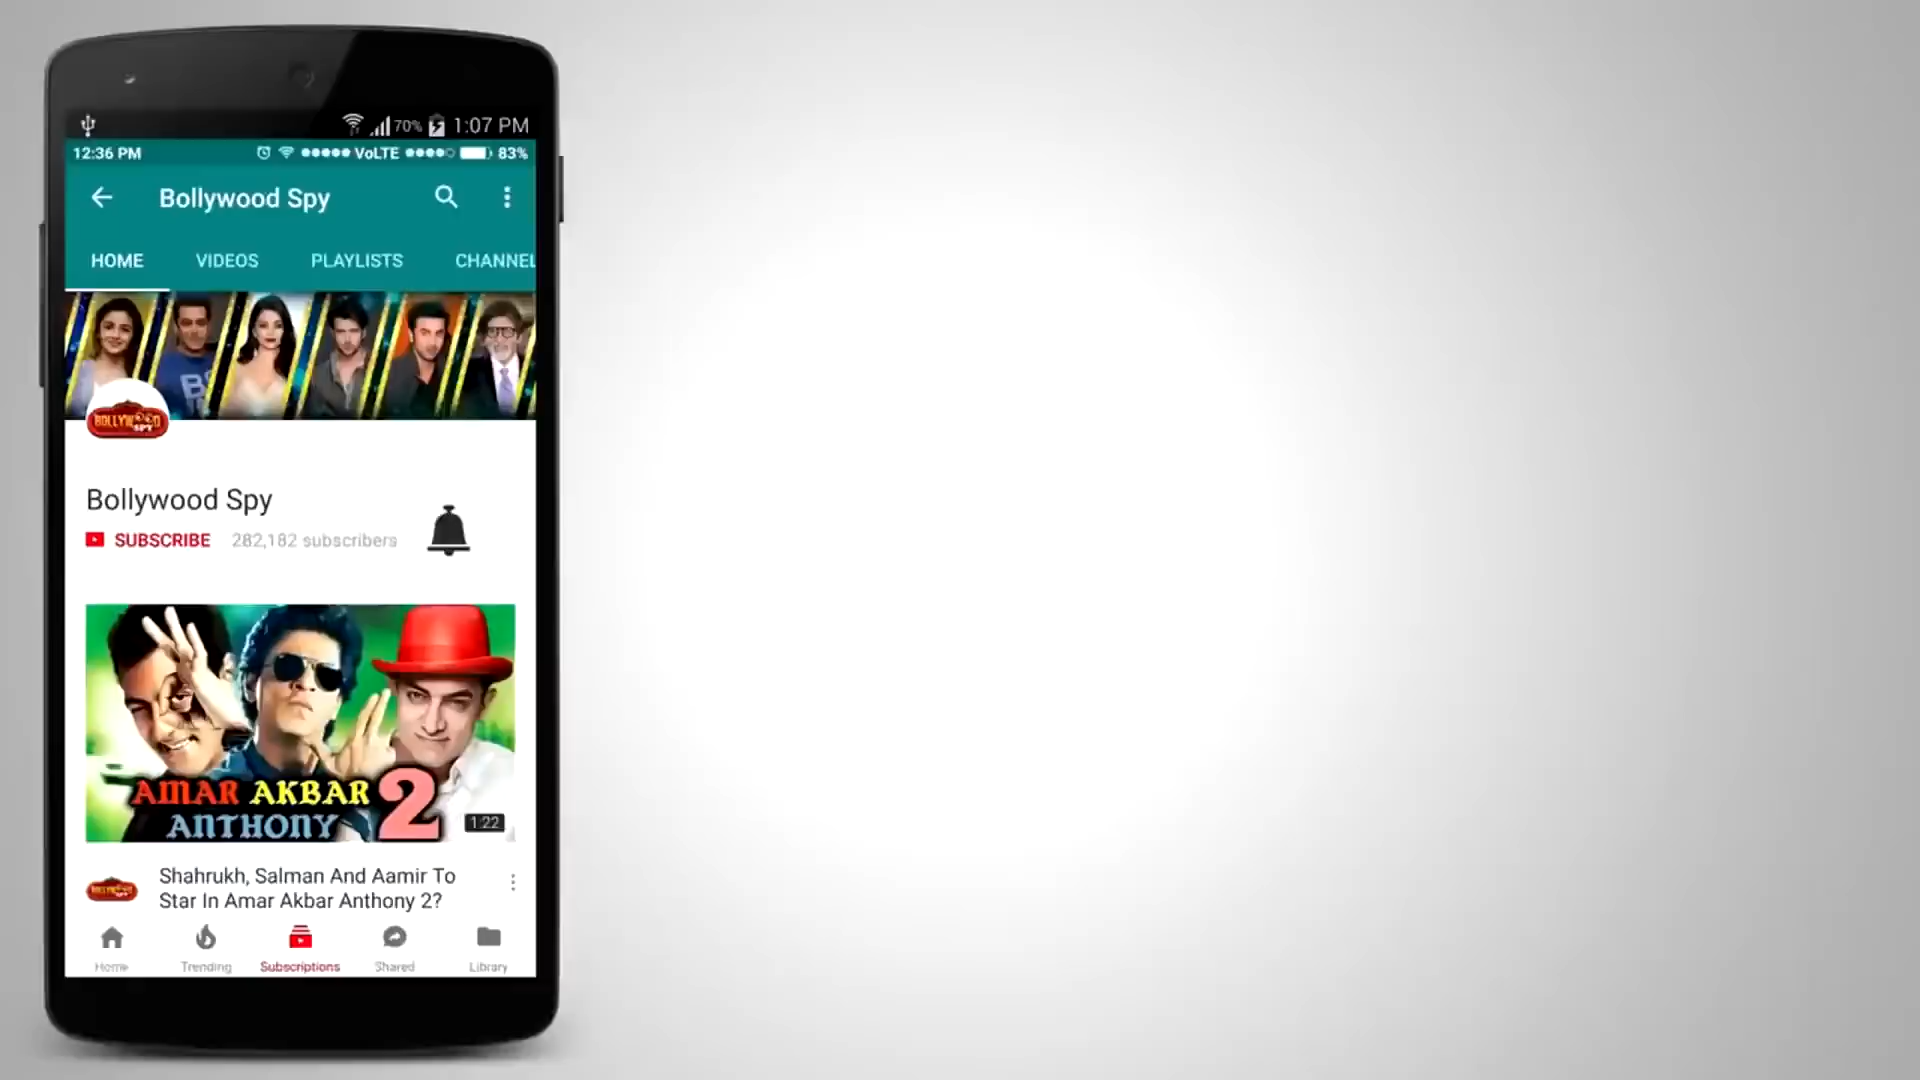 70% 1:07 PM
12:36 PM VoLTE 83%
Bollywood Spy
HOME VIDEOS PLAYLISTS CHANNEL
BOLLYWOOD
SPY
Bollywood Spy
SUBSCRIBE 282,182 subscribers
AMAR AKBAR
ANTHONY 2
1:22
Shahrukh, Salman And Aamir To
Star In Amar Akbar Anthony 2?
Home Trending Subscriptions Shared Library